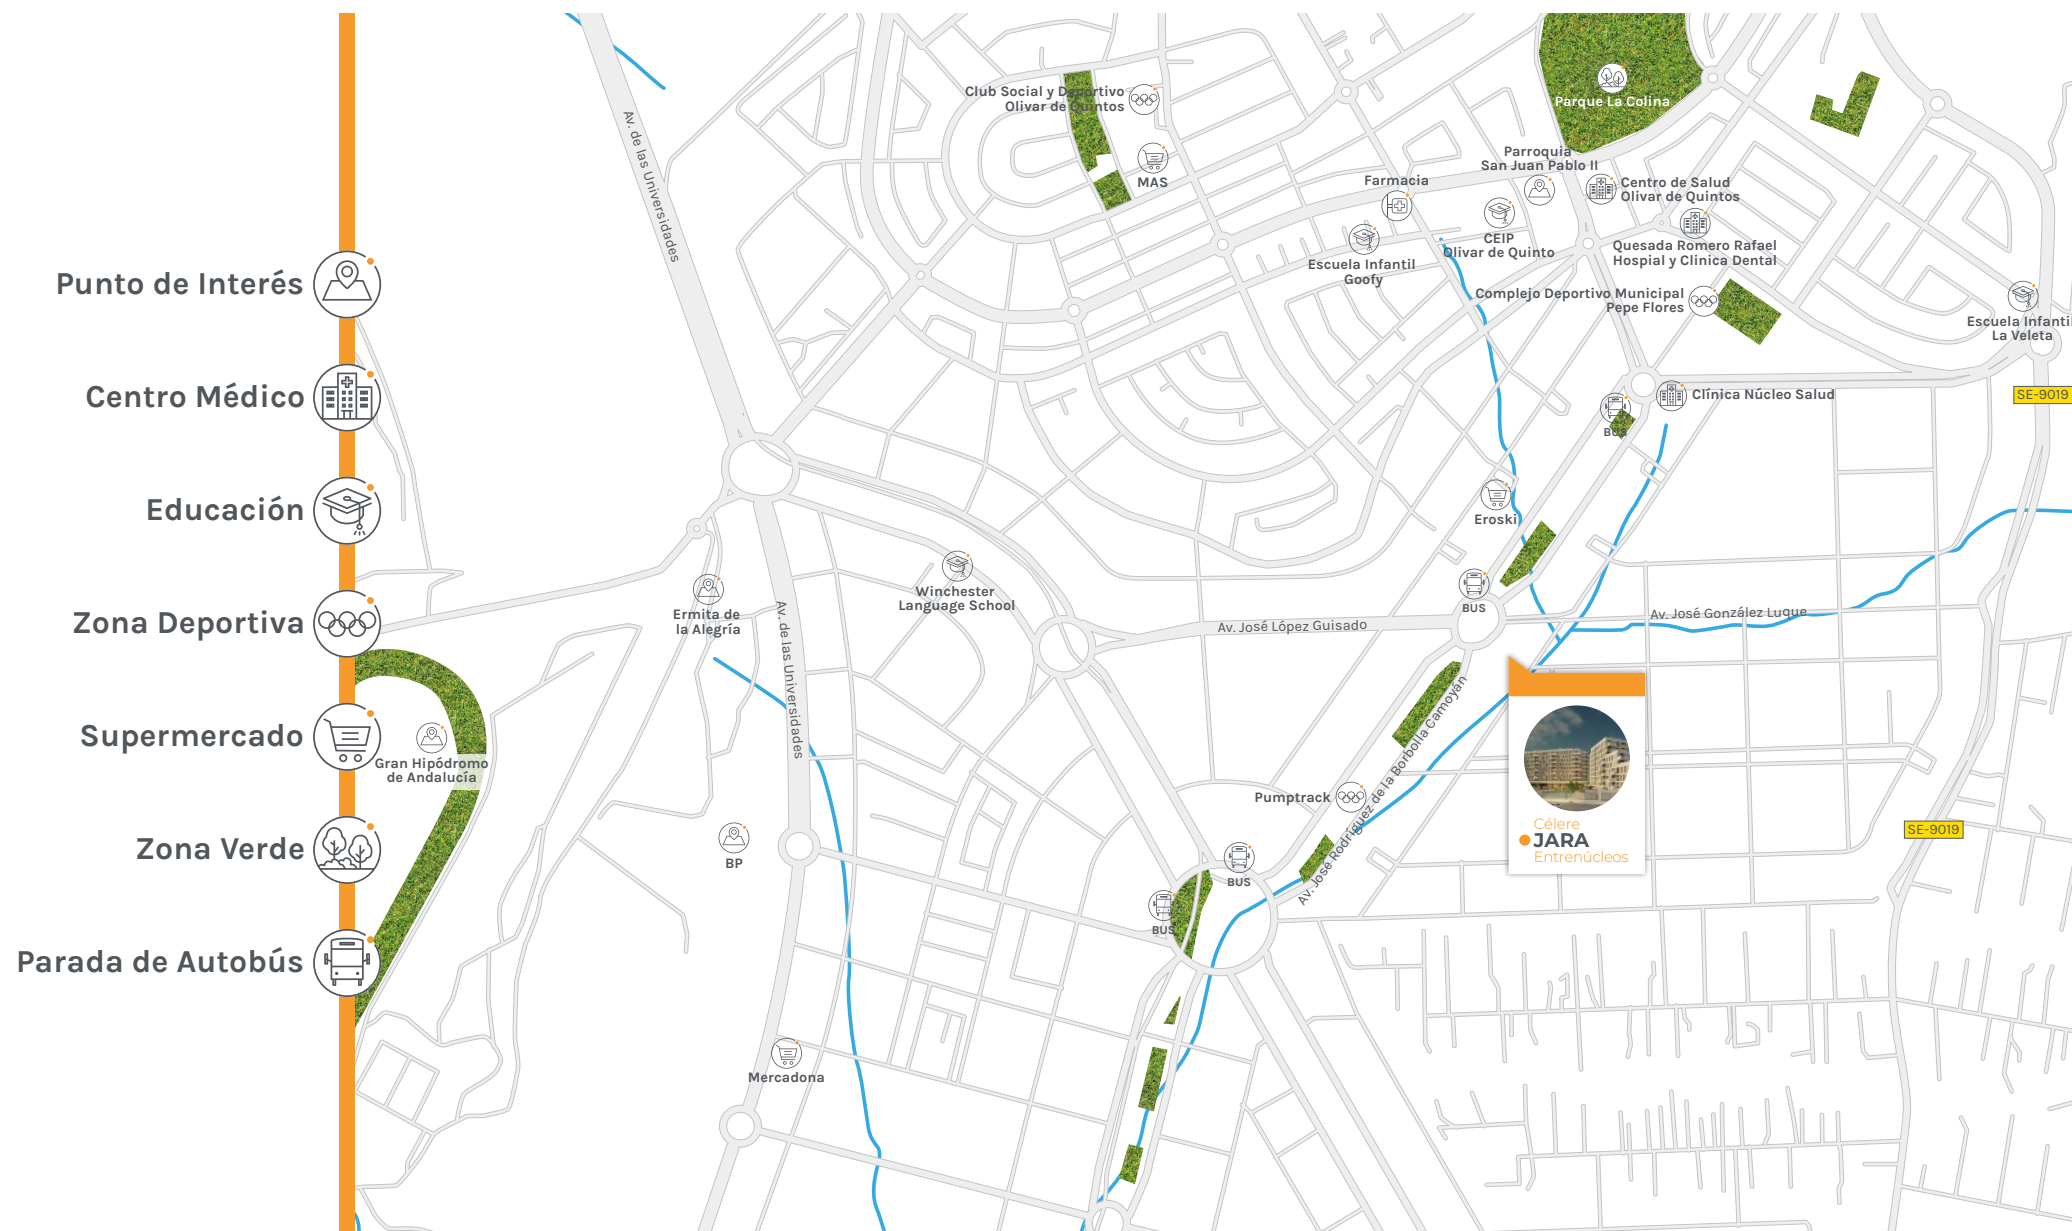 Punto de Interés
Centro Médico
Educación
Zona Deportiva
Supermercado
Zona Verde
Parada de Autobús
Av. de las Universidades
Club Social y Deportivo
Olivar de Quintos
MAS
Parque La Colina
Parroquia
San Juan Pablo II
Farmacia
Centro de Salud
Olivar de Quintos
CEIP
Olivar de Quinto
Escuela Infantil
Goofy
Quesada Romero Rafael
Hospial y Clinica Dental
Complejo Deportivo Municipal
Pepe Flores
Escuela Infantil
La Veleta
SE-9019
Clínica Núcleo Salud
BUS
Eroski
Winchester
Language School
Ermita de
la Alegría
Av. de las Universidades
BUS
Av. José López Guisado
Av. José González Luque
Gran Hipódromo
de Andalucía
Av. José Rodríguez de la Borbolla Camoyán
Pumptrack
BP
BUS
BUS
Célere
JARA
Entrenúcleos
SE-9019
Mercadona